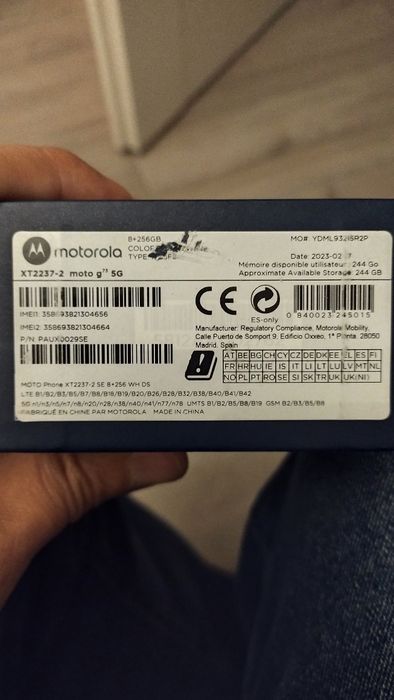 motorola
8+256GB
MO#: YDML93216R2P
XT2237-2 moto g²³ 5G
Date: 2023-02
Mémoire disponible utilisateur: 244 Go
Approximate Available Storage: 244 GB
IMEI1: 358693821304656
IMEI2: 358693821304664
P/N: PAUX0029SE
CE
ES-only
0 840023 245015
Manufacturer: Regulatory Compliance, Motorola Mobility,
Calle Puerto de Somport 9, Edificio Oxxeo, 1ª Planta 28050
Madrid. Spain
AT BE BG CH CY CZ DE DK EE EL ES FI
FR HR HU IE IS IT LI LT LU LV MT NL
NO PL PT RO SE SI SK TR UK UK(NI)
MOTO Phone XT2237-2 SE 8+256 WH DS
LTE B1/B2/B3/B5/B7/B8/B18/B19/B20/B26/B28/B32/B38/B40/B41/B42
5G n1/n3/n5/n7/n8/n20/n28/n38/n40/n41/n77/n78 UMTS B1/B2/B5/B8/B19 GSM B2/B3/B5/B8
FABRIQUÉ EN CHINE PAR MOTOROLA MADE IN CHINA